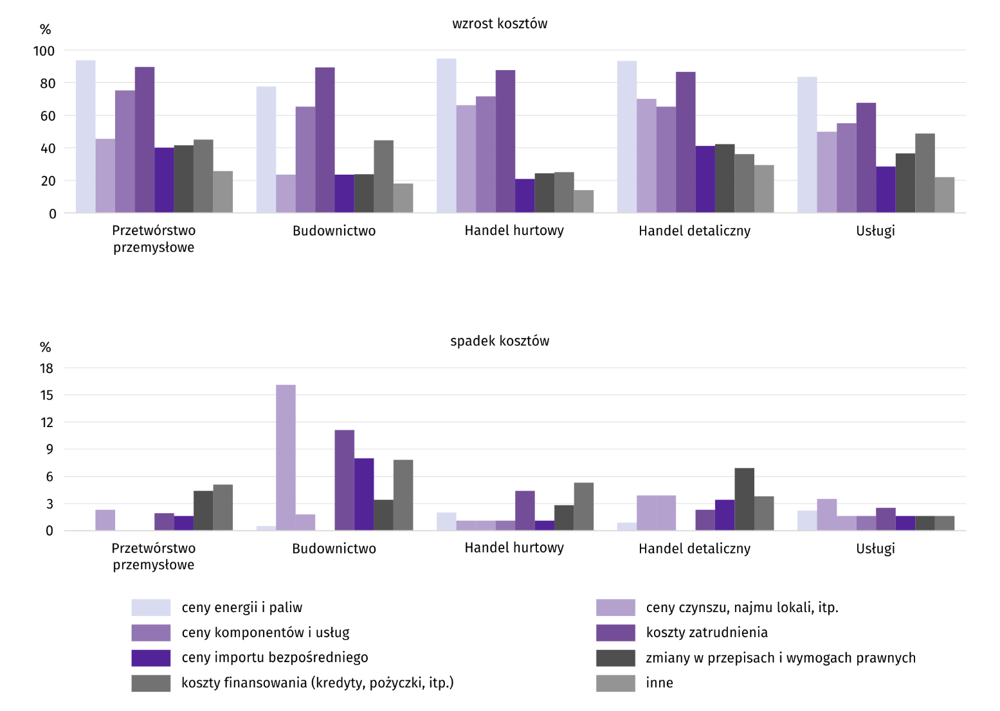 wzrost kosztów
%
100
80
60
40
20
0
Przetwórstwo
przemysłowe
Budownictwo
Handel hurtowy
Handel detaliczny
Usługi
spadek kosztów
%
18
15
12
9
6
3
0
Przetwórstwo
przemysłowe
Budownictwo
Handel hurtowy
Handel detaliczny
Usługi
ceny energii i paliw
ceny czynszu, najmu lokali, itp.
ceny komponentów i usług
koszty zatrudnienia
ceny importu bezpośredniego
zmiany w przepisach i wymogach prawnych
koszty finansowania (kredyty, pożyczki, itp.)
inne